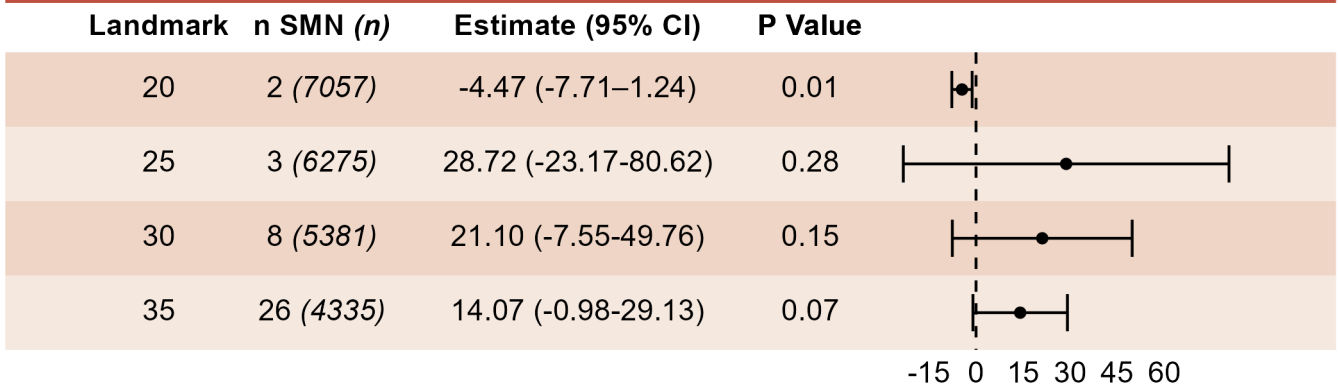 Landmark n SMN (n) Estimate (95% CI) P Value
20 2 (7057) -4.47 (-7.71–1.24) 0.01
25 3 (6275) 28.72 (-23.17-80.62) 0.28
30 8 (5381) 21.10 (-7.55-49.76) 0.15
35 26 (4335) 14.07 (-0.98-29.13) 0.07
-15 0 15 30 45 60